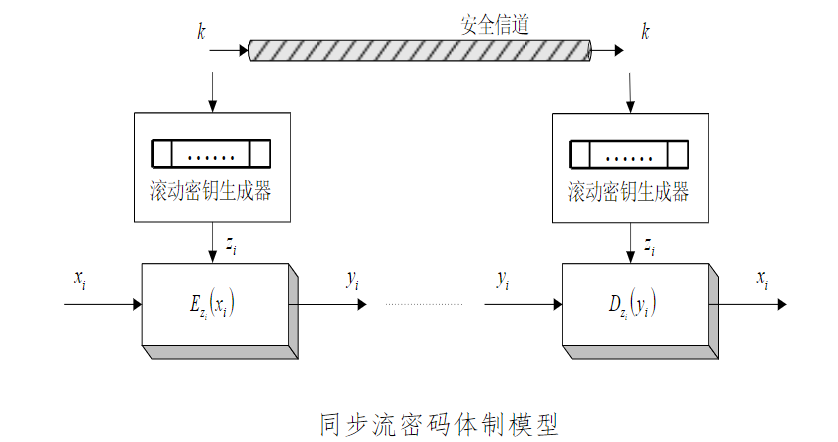 安全信道
k k
...... ......
滚动密钥生成器 滚动密钥生成器
z_i z_i
x_i y_i y_i x_i
E_{z_i}(x_i) D_{z_i}(y_i)
同步流密码体制模型